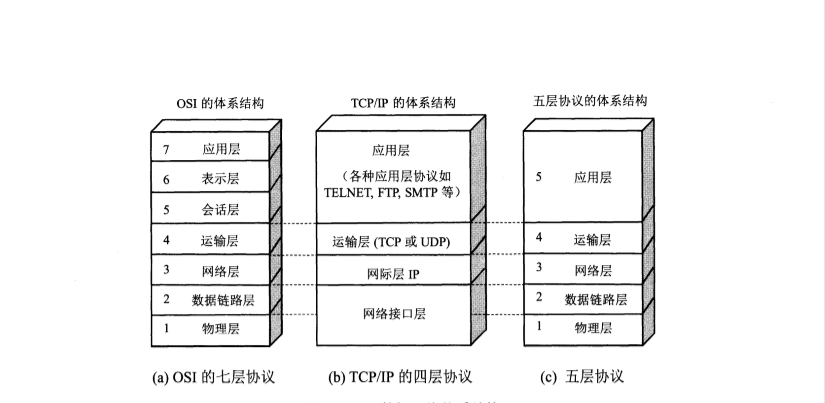 OSI 的体系结构
7 应用层
6 表示层
5 会话层
4 运输层
3 网络层
2 数据链路层
1 物理层
(a) OSI 的七层协议
TCP/IP 的体系结构
应用层
（各种应用层协议如
TELNET, FTP, SMTP 等）
运输层 (TCP 或 UDP)
网际层 IP
网络接口层
(b) TCP/IP 的四层协议
五层协议的体系结构
5 应用层
4 运输层
3 网络层
2 数据链路层
1 物理层
(c) 五层协议